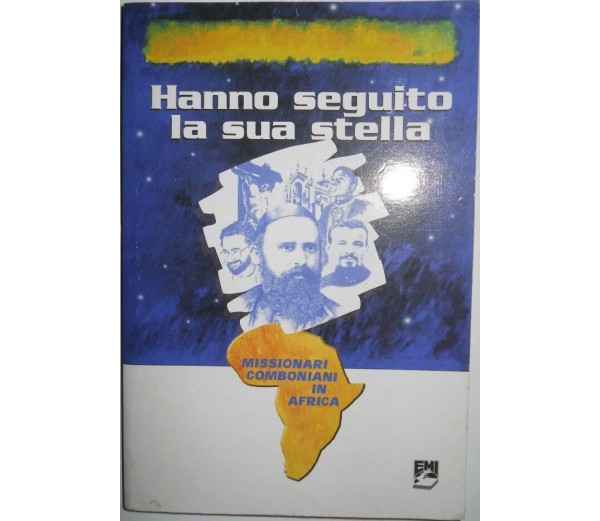 Hanno seguito
la sua stella
MISSIONARI
COMBONIANI
IN
AFRICA
EMI